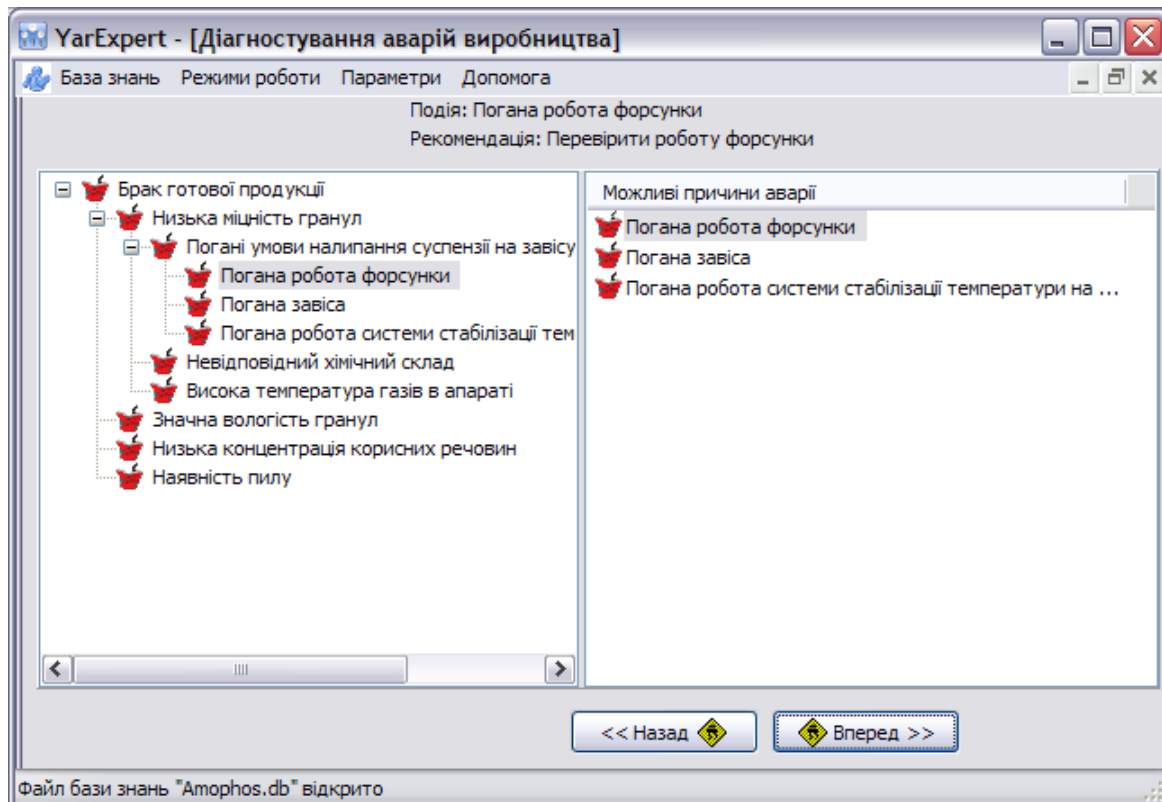 YarExpert - [Діагностування аварій виробництва]
База знань Режими роботи Параметри Допомога
Подія: Погана робота форсунки
Рекомендація: Перевірити роботу форсунки
Брак готової продукції
Низька міцність гранул
Погані умови налипання суспензії на завісу
Погана робота форсунки
Погана завіса
Погана робота системи стабілізації тем
Невідповідний хімічний склад
Висока температура газів в апараті
Значна вологість гранул
Низька концентрація корисних речовин
Наявність пилу
Можливі причини аварії
Погана робота форсунки
Погана завіса
Погана робота системи стабілізації температури на ...
<< Назад
Вперед >>
Файл бази знань "Amophos.db" відкрито